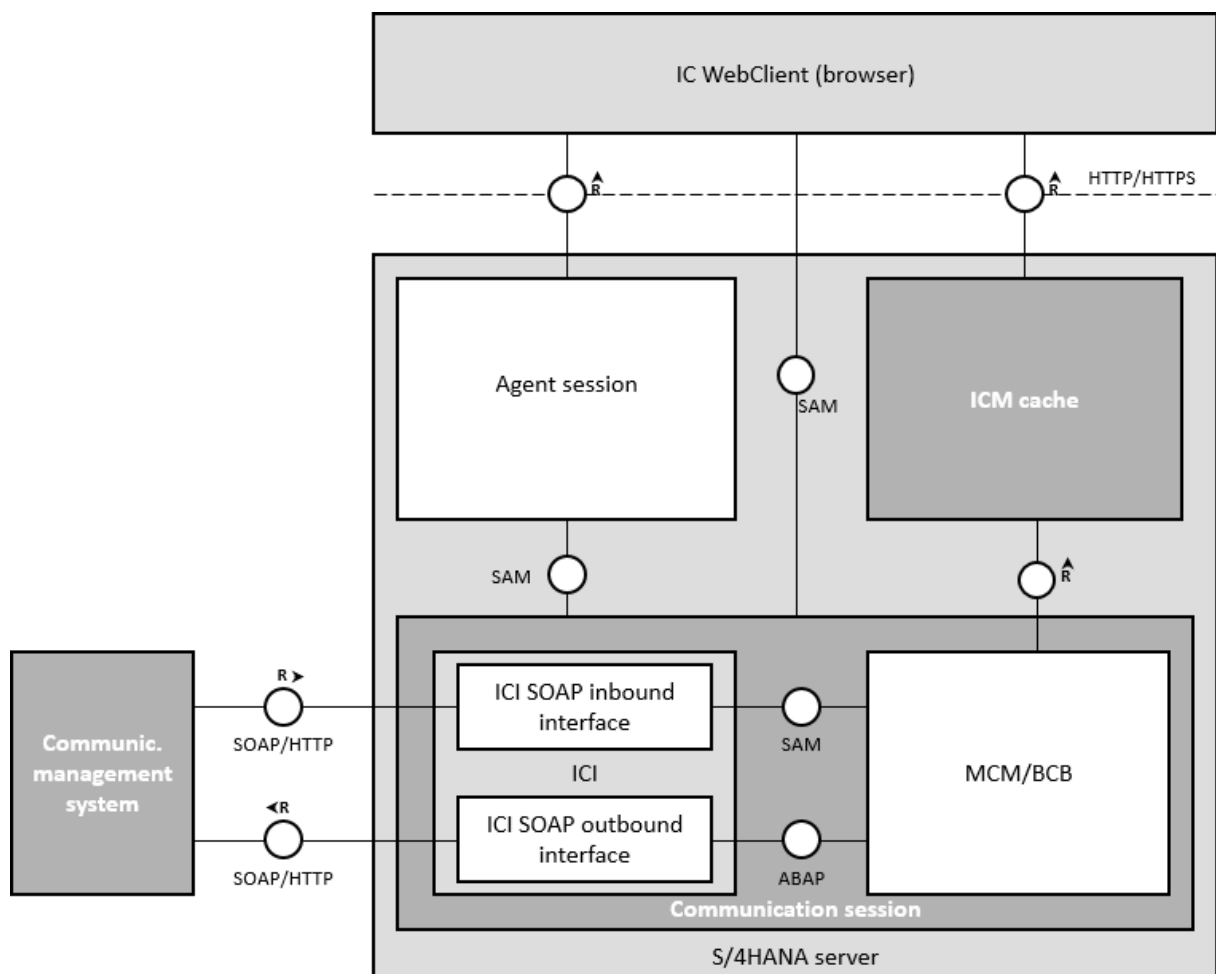 IC WebClient (browser)
R
R
HTTP/HTTPS
Agent session
SAM
ICM cache
SAM
R
Communic.
management
system
R
SOAP/HTTP
R
SOAP/HTTP
ICI SOAP inbound
interface
ICI
ICI SOAP outbound
interface
SAM
ABAP
MCM/BCB
Communication session
S/4HANA server